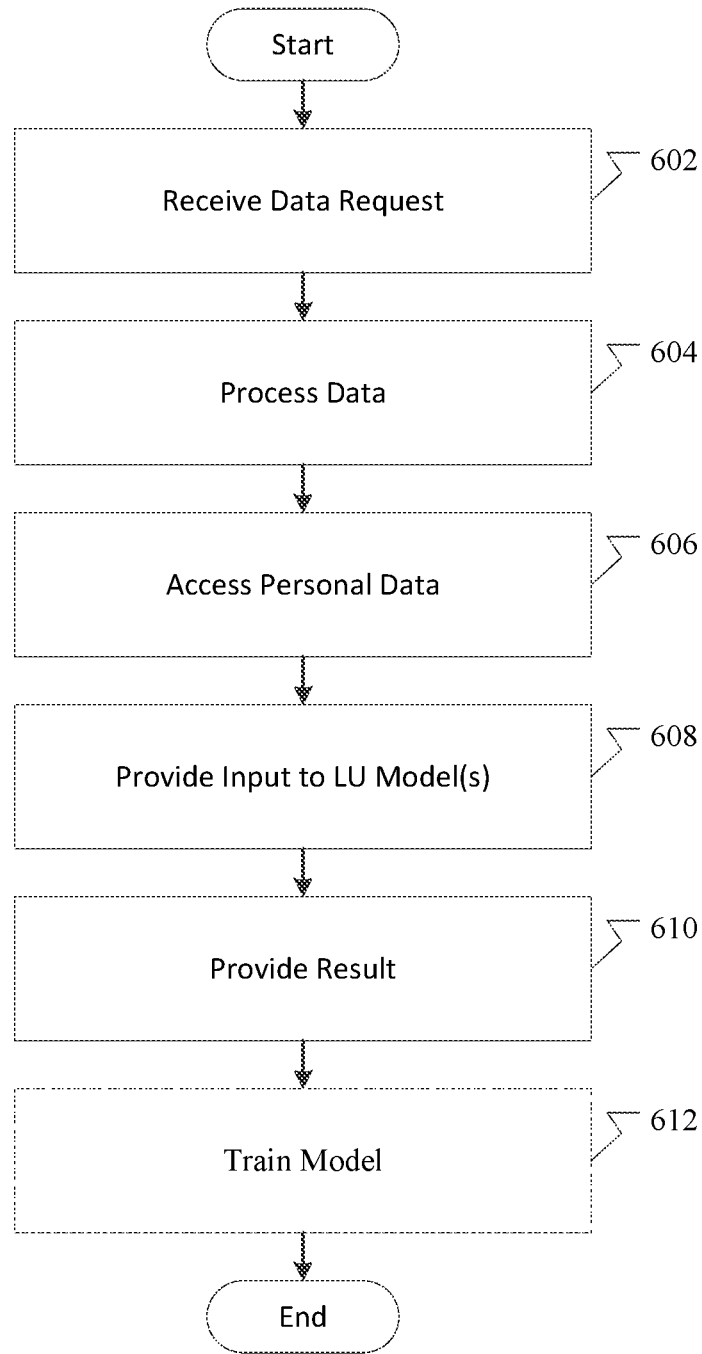 Start
Receive Data Request
602
Process Data
604
Access Personal Data
606
Provide Input to LU Model(s)
608
Provide Result
610
Train Model
612
End